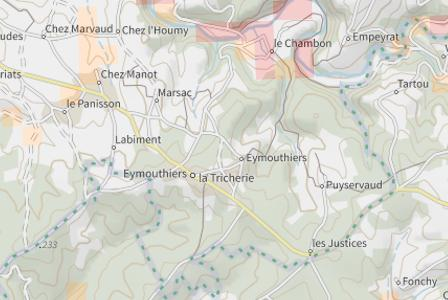 Chez Marvaud
Chez l'Houmy
udes
le Chambon
Empeyrat
riats
Chez Manot
Tartou
Marsac
le Panisson
Labiment
Eymouthiers
Eymouthiers
la Tricherie
Puyservaud
les Justices
233
Fonchy